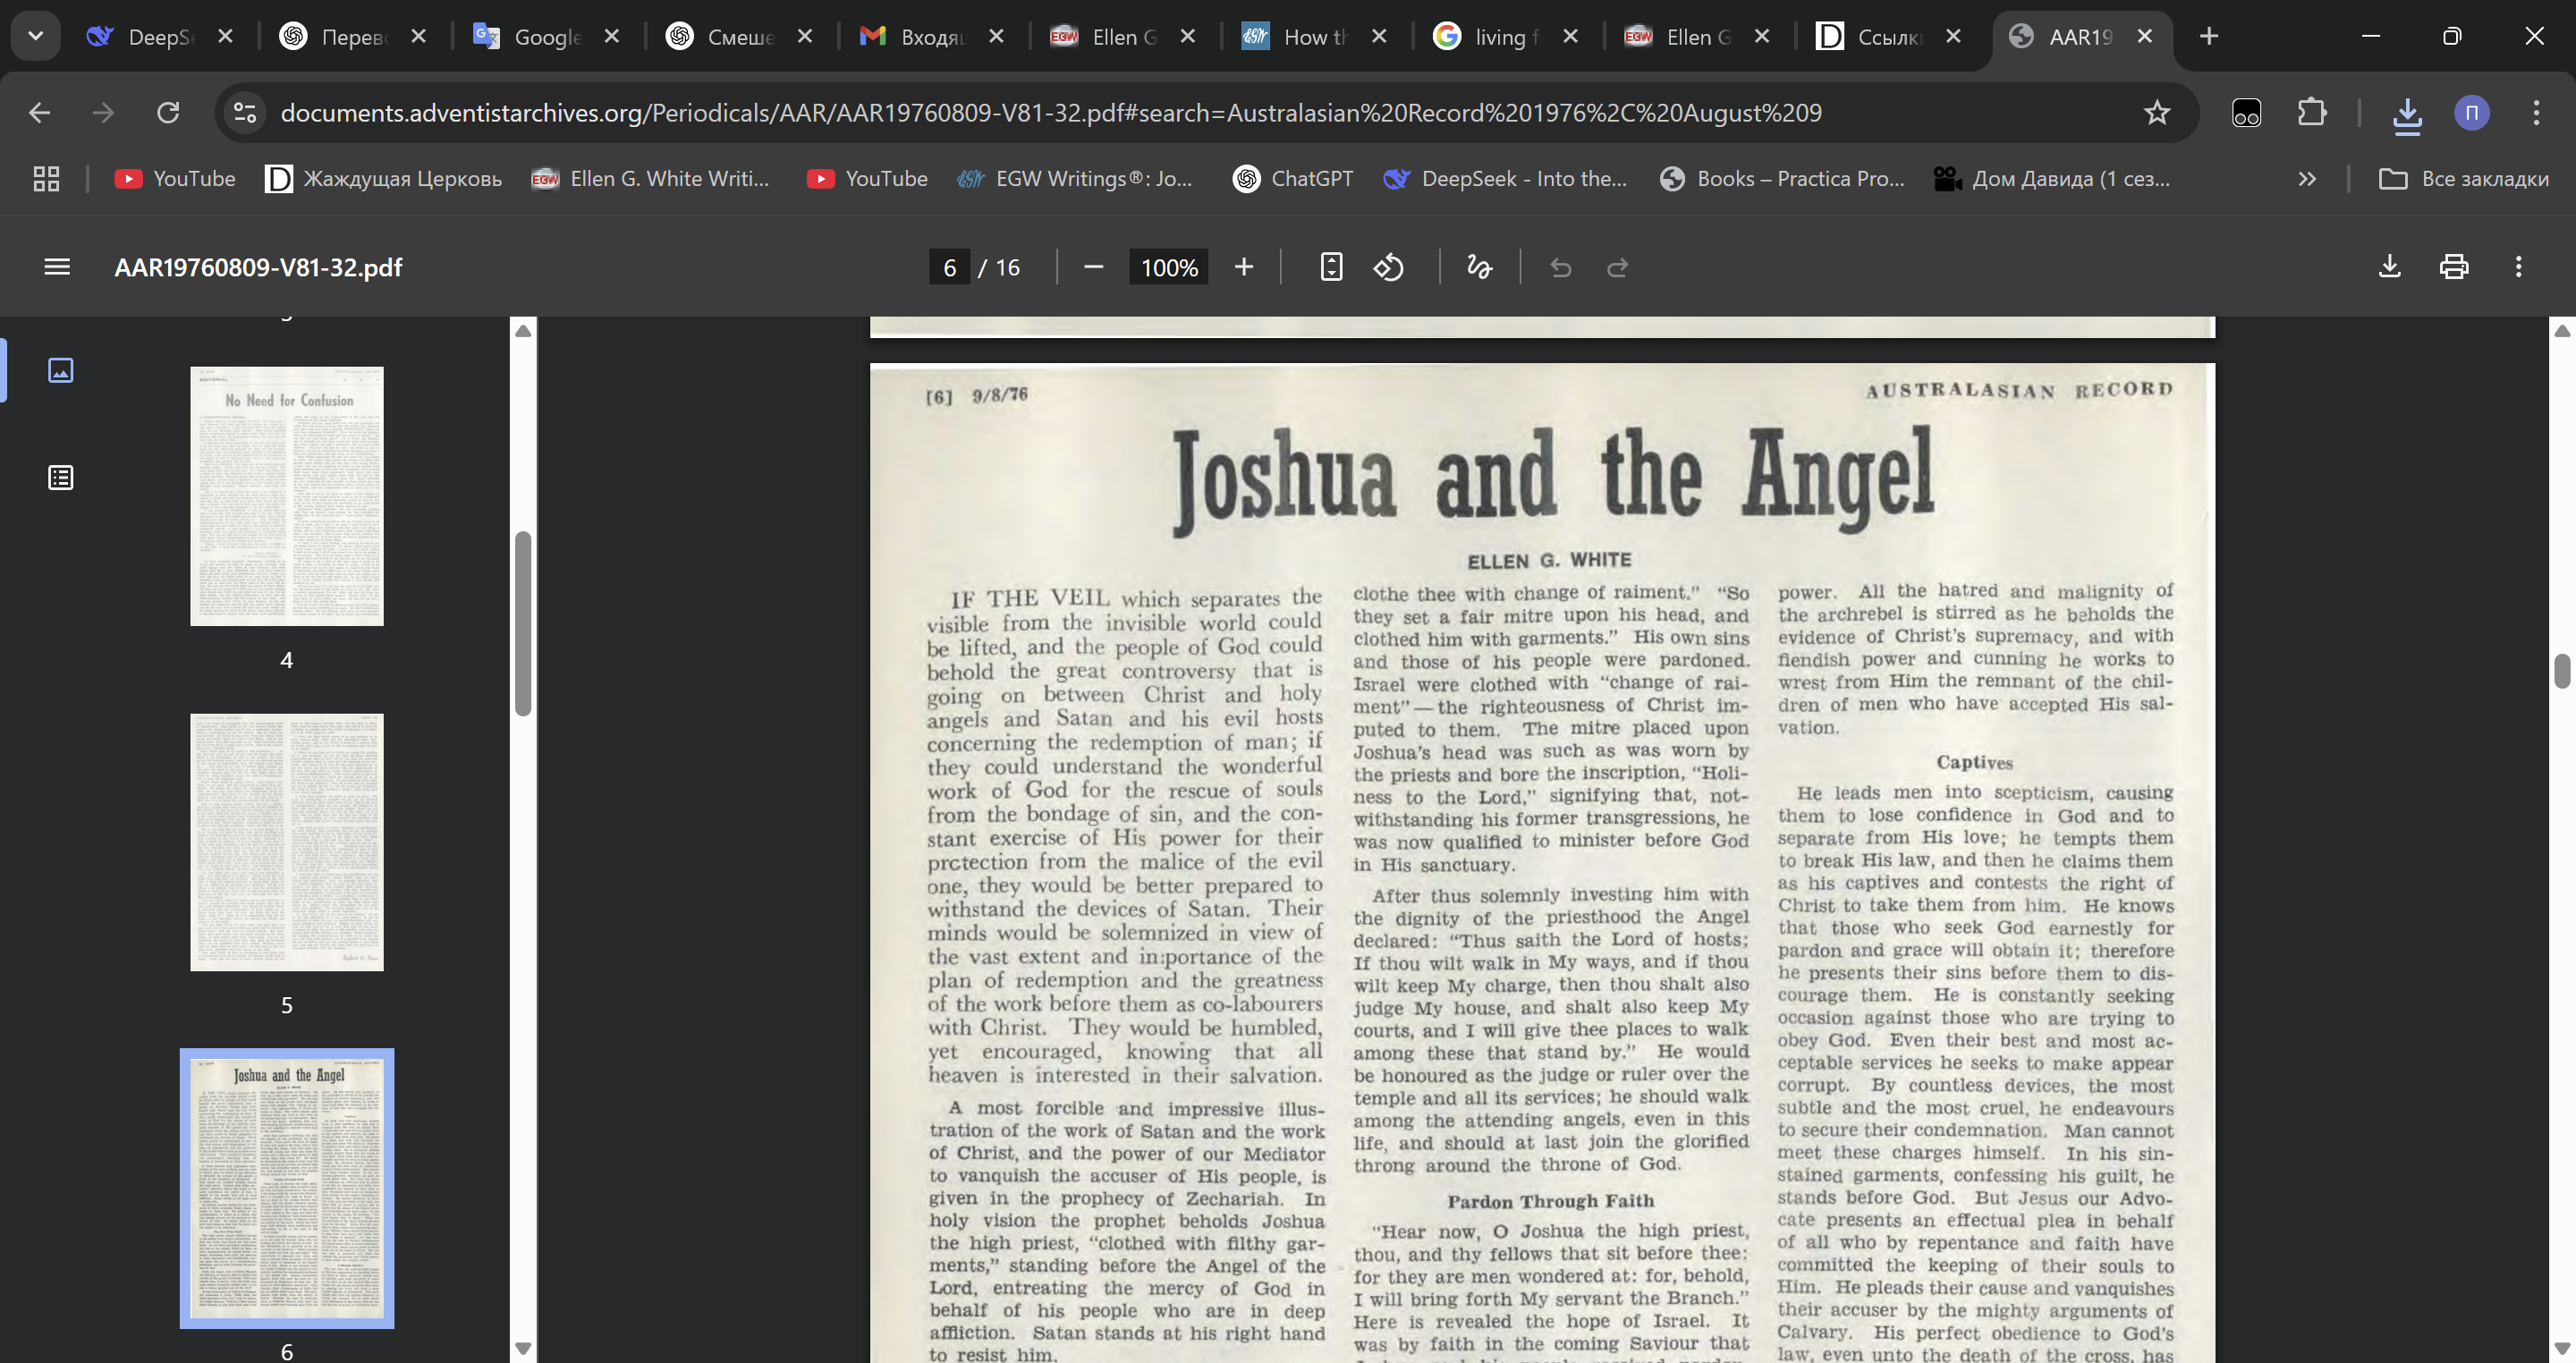 DeepSe
Перево
Google
Смеше
Входящ
EGW Ellen G
EGW How th
living f
EGW Ellen G
D Ссылки
AAR19
documents.adventistarchives.org/Periodicals/AAR/AAR19760809-V81-32.pdf#search=Australasian%20Record%201976%2C%20August%209
П
YouTube
D Жаждущая Церковь
EGW Ellen G. White Writi...
YouTube
EGW Writings®: Jo...
ChatGPT
DeepSeek - Into the...
Books – Practica Pro...
Дом Давида (1 сез...
Все закладки
AAR19760809-V81-32.pdf
6 / 16
100%
No Need for Confusion
4
5
Joshua and the Angel
6
[6] 9/8/76
AUSTRALASIAN RECORD
Joshua and the Angel
ELLEN G. WHITE
IF THE VEIL which separates the
visible from the invisible world could
be lifted, and the people of God could
behold the great controversy that is
going on between Christ and holy
angels and Satan and his evil hosts
concerning the redemption of man; if
they could understand the wonderful
work of God for the rescue of souls
from the bondage of sin, and the con-
stant exercise of His power for their
prctection from the malice of the evil
one, they would be better prepared to
withstand the devices of Satan. Their
minds would be solemnized in view of
the vast extent and in:portance of the
plan of redemption and the greatness
of the work before them as co-labourers
with Christ. They would be humbled,
yet encouraged, knowing that all
heaven is interested in their salvation.
A most forcible and impressive illus-
tration of the work of Satan and the work
of Christ, and the power of our Mediator
to vanquish the accuser of His people, is
given in the prophecy of Zechariah. In
holy vision the prophet beholds Joshua
the high priest, "clothed with filthy gar-
ments," standing before the Angel of the
Lord, entreating the mercy of God in
behalf of his people who are in deep
affliction. Satan stands at his right hand
to resist him.
clothe thee with change of raiment." "So
they set a fair mitre upon his head, and
clothed him with garments." His own sins
and those of his people were pardoned.
Israel were clothed with "change of rai-
ment"—the righteousness of Christ im-
puted to them. The mitre placed upon
Joshua's head was such as was worn by
the priests and bore the inscription, "Holi-
ness to the Lord," signifying that, not-
withstanding his former transgressions, he
was now qualified to minister before God
in His sanctuary.
After thus solemnly investing him with
the dignity of the priesthood the Angel
declared: "Thus saith the Lord of hosts;
If thou wilt walk in My ways, and if thou
wilt keep My charge, then thou shalt also
judge My house, and shalt also keep My
courts, and I will give thee places to walk
among these that stand by." He would
be honoured as the judge or ruler over the
temple and all its services; he should walk
among the attending angels, even in this
life, and should at last join the glorified
throng around the throne of God.
Pardon Through Faith
"Hear now, O Joshua the high priest,
thou, and thy fellows that sit before thee:
for they are men wondered at: for, behold,
I will bring forth My servant the Branch."
Here is revealed the hope of Israel. It
was by faith in the coming Saviour that
power. All the hatred and malignity of
the archrebel is stirred as he beholds the
evidence of Christ's supremacy, and with
fiendish power and cunning he works to
wrest from Him the remnant of the chil-
dren of men who have accepted His sal-
vation.
Captives
He leads men into scepticism, causing
them to lose confidence in God and to
separate from His love; he tempts them
to break His law, and then he claims them
as his captives and contests the right of
Christ to take them from him. He knows
that those who seek God earnestly for
pardon and grace will obtain it; therefore
he presents their sins before them to dis-
courage them. He is constantly seeking
occasion against those who are trying to
obey God. Even their best and most ac-
ceptable services he seeks to make appear
corrupt. By countless devices, the most
subtle and the most cruel, he endeavours
to secure their condemnation. Man cannot
meet these charges himself. In his sin-
stained garments, confessing his guilt, he
stands before God. But Jesus our Advo-
cate presents an effectual plea in behalf
of all who by repentance and faith have
committed the keeping of their souls to
Him. He pleads their cause and vanquishes
their accuser by the mighty arguments of
Calvary. His perfect obedience to God's
law, even unto the death of the cross, has